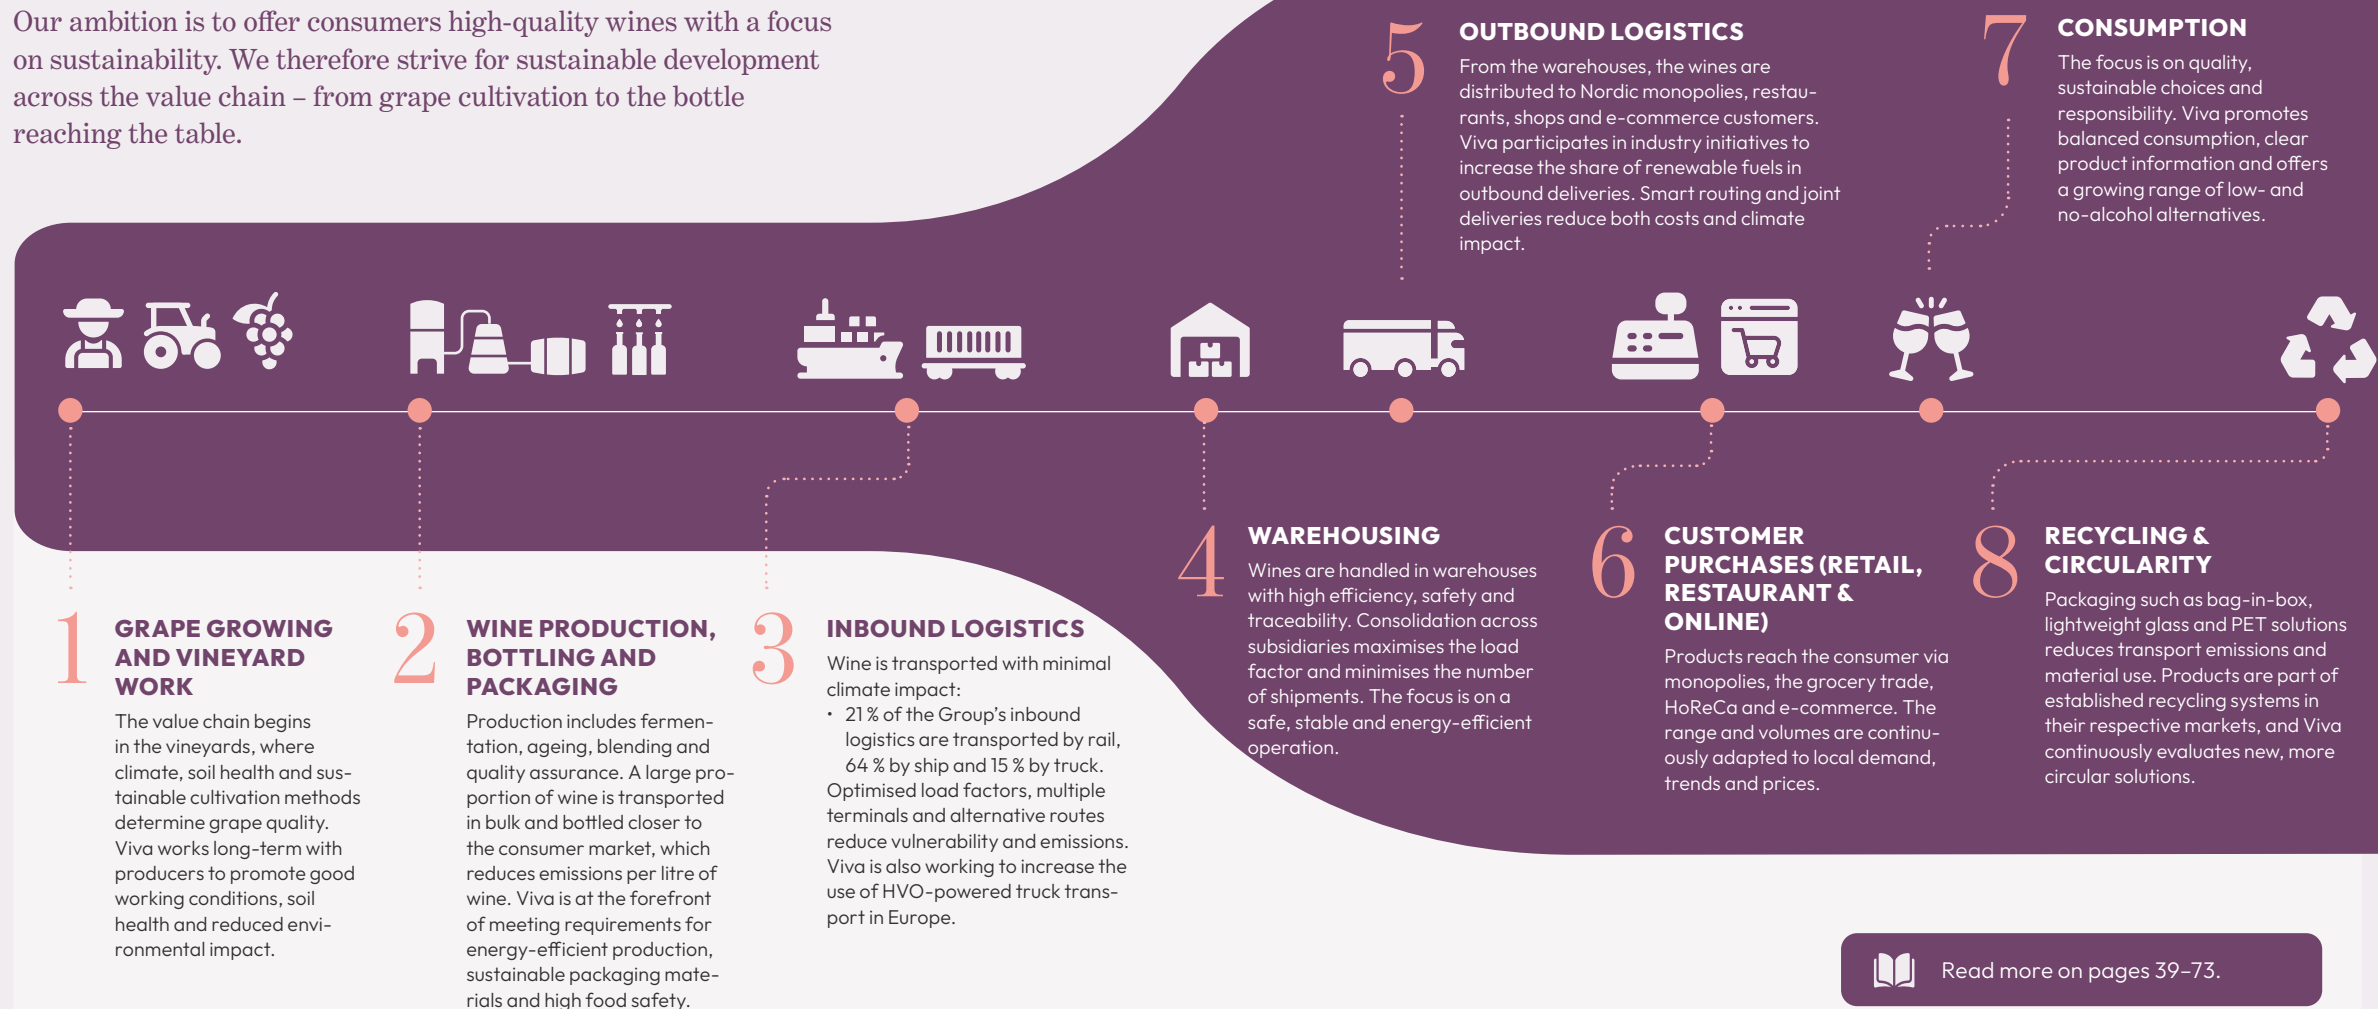 Our ambition is to offer consumers high-quality wines with a focus
on sustainability. We therefore strive for sustainable development
across the value chain – from grape cultivation to the bottle
reaching the table.
1
GRAPE GROWING
AND VINEYARD
WORK
The value chain begins
in the vineyards, where
climate, soil health and sus-
tainable cultivation methods
determine grape quality.
Viva works long-term with
producers to promote good
working conditions, soil
health and reduced envi-
ronmental impact.
2
WINE PRODUCTION,
BOTTLING AND
PACKAGING
Production includes fermen-
tation, ageing, blending and
quality assurance. A large pro-
portion of wine is transported
in bulk and bottled closer to
the consumer market, which
reduces emissions per litre of
wine. Viva is at the forefront
of meeting requirements for
energy-efficient production,
sustainable packaging mate-
rials and high food safety.
3
INBOUND LOGISTICS
Wine is transported with minimal
climate impact:
• 21 % of the Group's inbound
logistics are transported by rail,
64 % by ship and 15 % by truck.
Optimised load factors, multiple
terminals and alternative routes
reduce vulnerability and emissions.
Viva is also working to increase the
use of HVO-powered truck trans-
port in Europe.
4
WAREHOUSING
Wines are handled in warehouses
with high efficiency, safety and
traceability. Consolidation across
subsidiaries maximises the load
factor and minimises the number
of shipments. The focus is on a
safe, stable and energy-efficient
operation.
5
OUTBOUND LOGISTICS
From the warehouses, the wines are
distributed to Nordic monopolies, restau-
rants, shops and e-commerce customers.
Viva participates in industry initiatives to
increase the share of renewable fuels in
outbound deliveries. Smart routing and joint
deliveries reduce both costs and climate
impact.
6
CUSTOMER
PURCHASES (RETAIL,
RESTAURANT &
ONLINE)
Products reach the consumer via
monopolies, the grocery trade,
HoReCa and e-commerce. The
range and volumes are continu-
ously adapted to local demand,
trends and prices.
7
CONSUMPTION
The focus is on quality,
sustainable choices and
responsibility. Viva promotes
balanced consumption, clear
product information and offers
a growing range of low- and
no-alcohol alternatives.
8
RECYCLING &
CIRCULARITY
Packaging such as bag-in-box,
lightweight glass and PET solutions
reduces transport emissions and
material use. Products are part of
established recycling systems in
their respective markets, and Viva
continuously evaluates new, more
circular solutions.
Read more on pages 39–73.